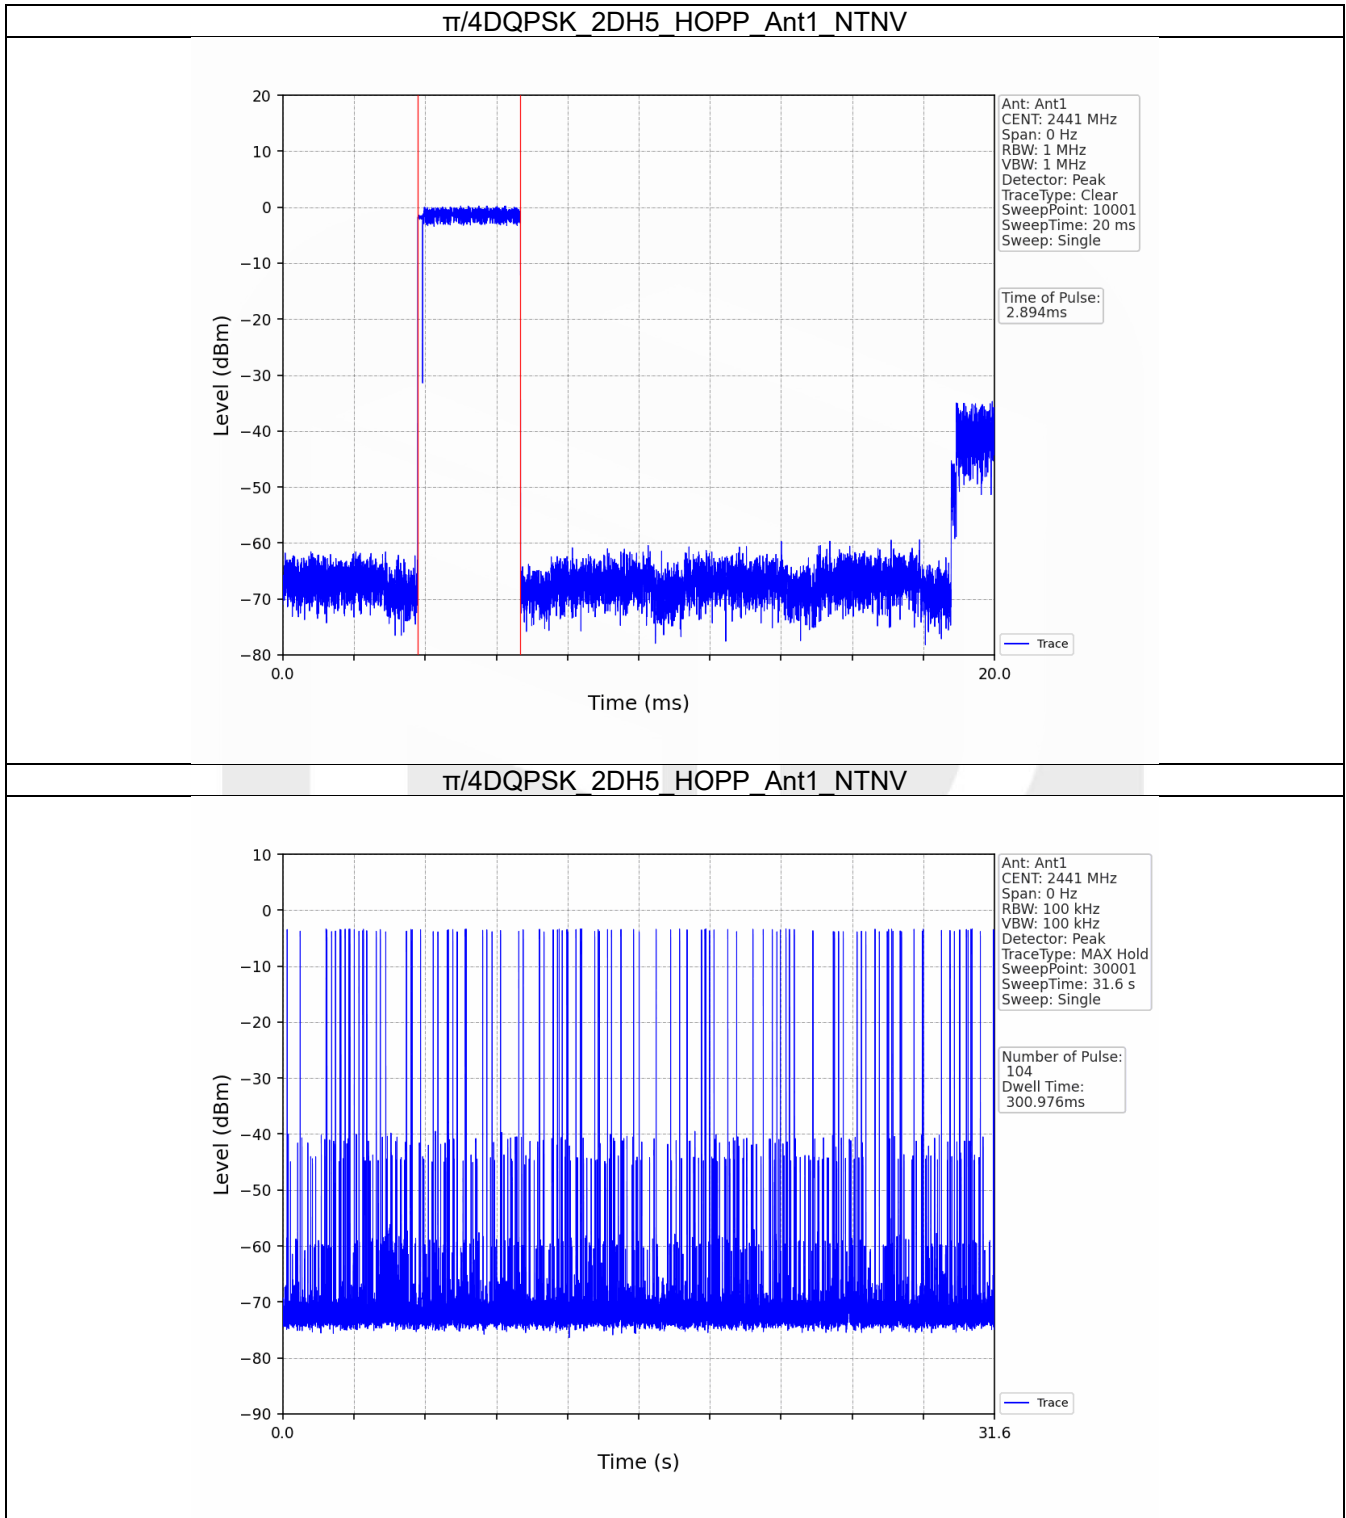 π/4DQPSK_2DH5_HOPP_Ant1_NTNV
20
10
0
−10
−20
−30
−40
−50
−60
−70
−80
Level (dBm)
0.0
20.0
Time (ms)
Ant: Ant1
CENT: 2441 MHz
Span: 0 Hz
RBW: 1 MHz
VBW: 1 MHz
Detector: Peak
TraceType: Clear
SweepPoint: 10001
SweepTime: 20 ms
Sweep: Single
Time of Pulse:
2.894ms
Trace
π/4DQPSK_2DH5_HOPP_Ant1_NTNV
10
0
−10
−20
−30
−40
−50
−60
−70
−80
−90
Level (dBm)
0.0
31.6
Time (s)
Ant: Ant1
CENT: 2441 MHz
Span: 0 Hz
RBW: 100 kHz
VBW: 100 kHz
Detector: Peak
TraceType: MAX Hold
SweepPoint: 30001
SweepTime: 31.6 s
Sweep: Single
Number of Pulse:
104
Dwell Time:
300.976ms
Trace